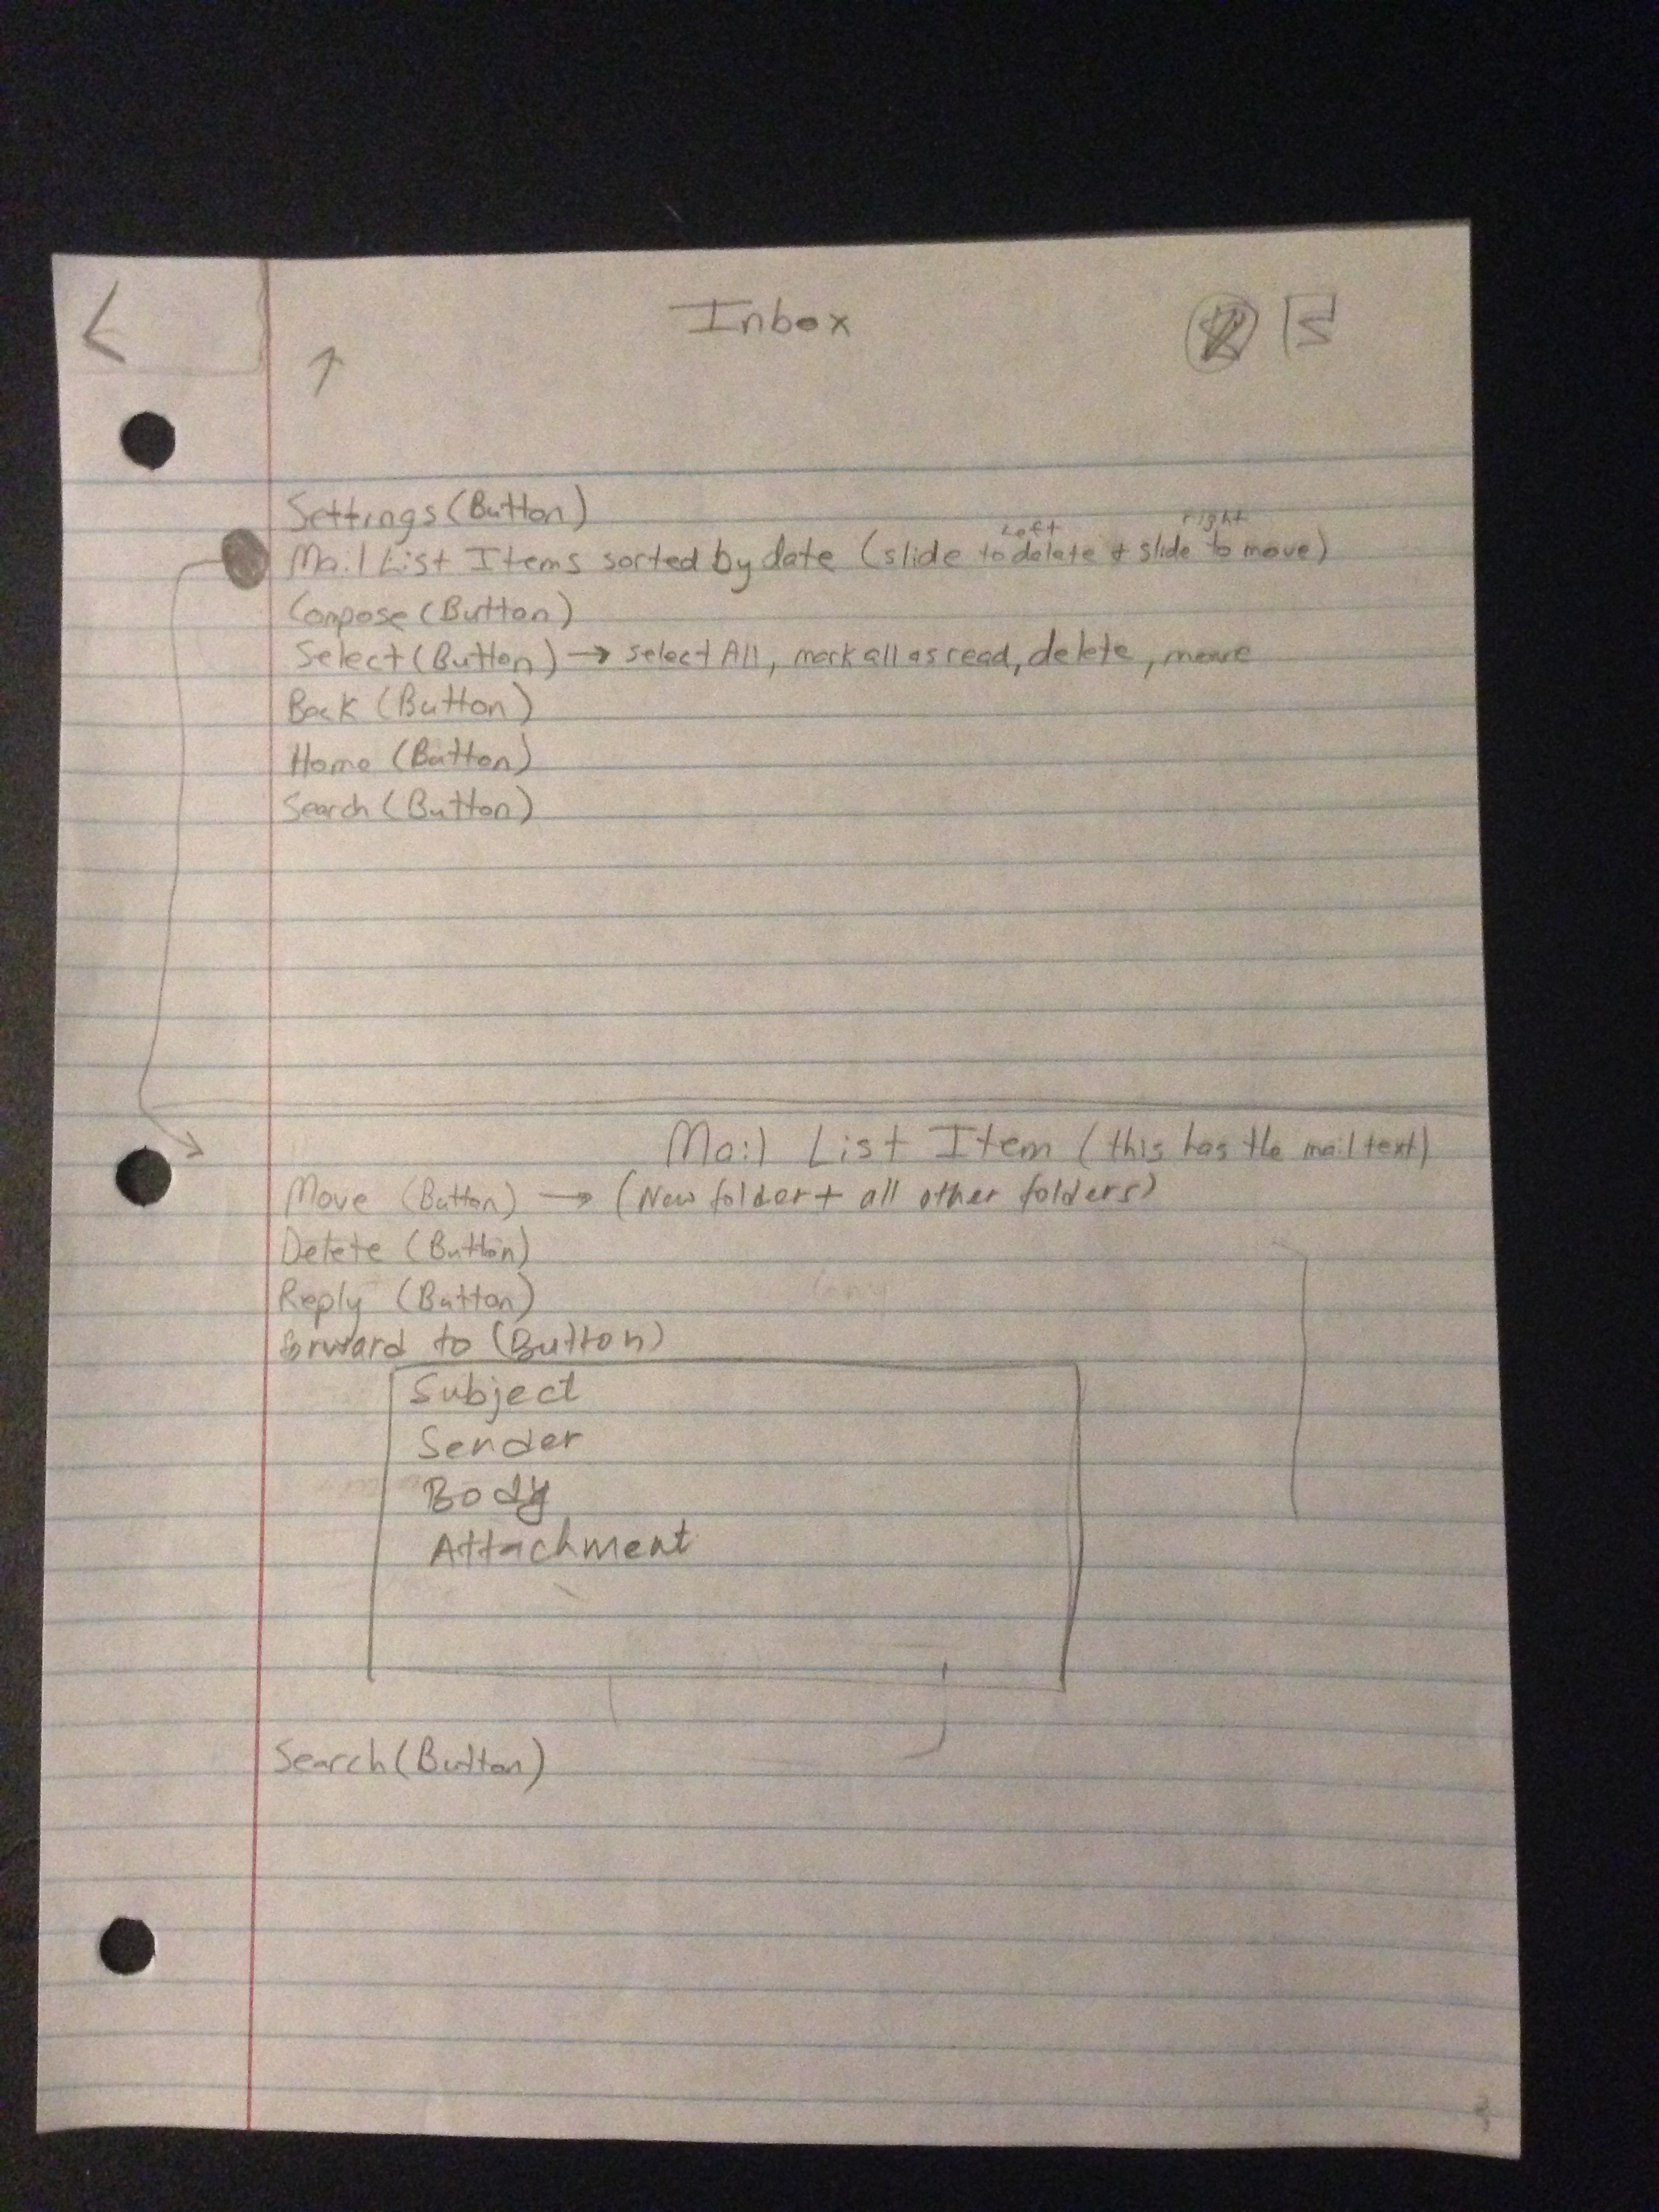 Inbox
Settings (Button)
left right
Mail List Items sorted by date (slide to delete + slide to move)
Compose (Button)
Select (Button) → select All, mark all as read, delete, move
Back (Button)
Home (Button)
Search (Button)
Mail List Item (this has the mail text)
Move (Button) → (New folder + all other folders)
Delete (Button)
Reply (Button)
forward to (Button)
Subject
Sender
Body
Attachment
Search (Button)